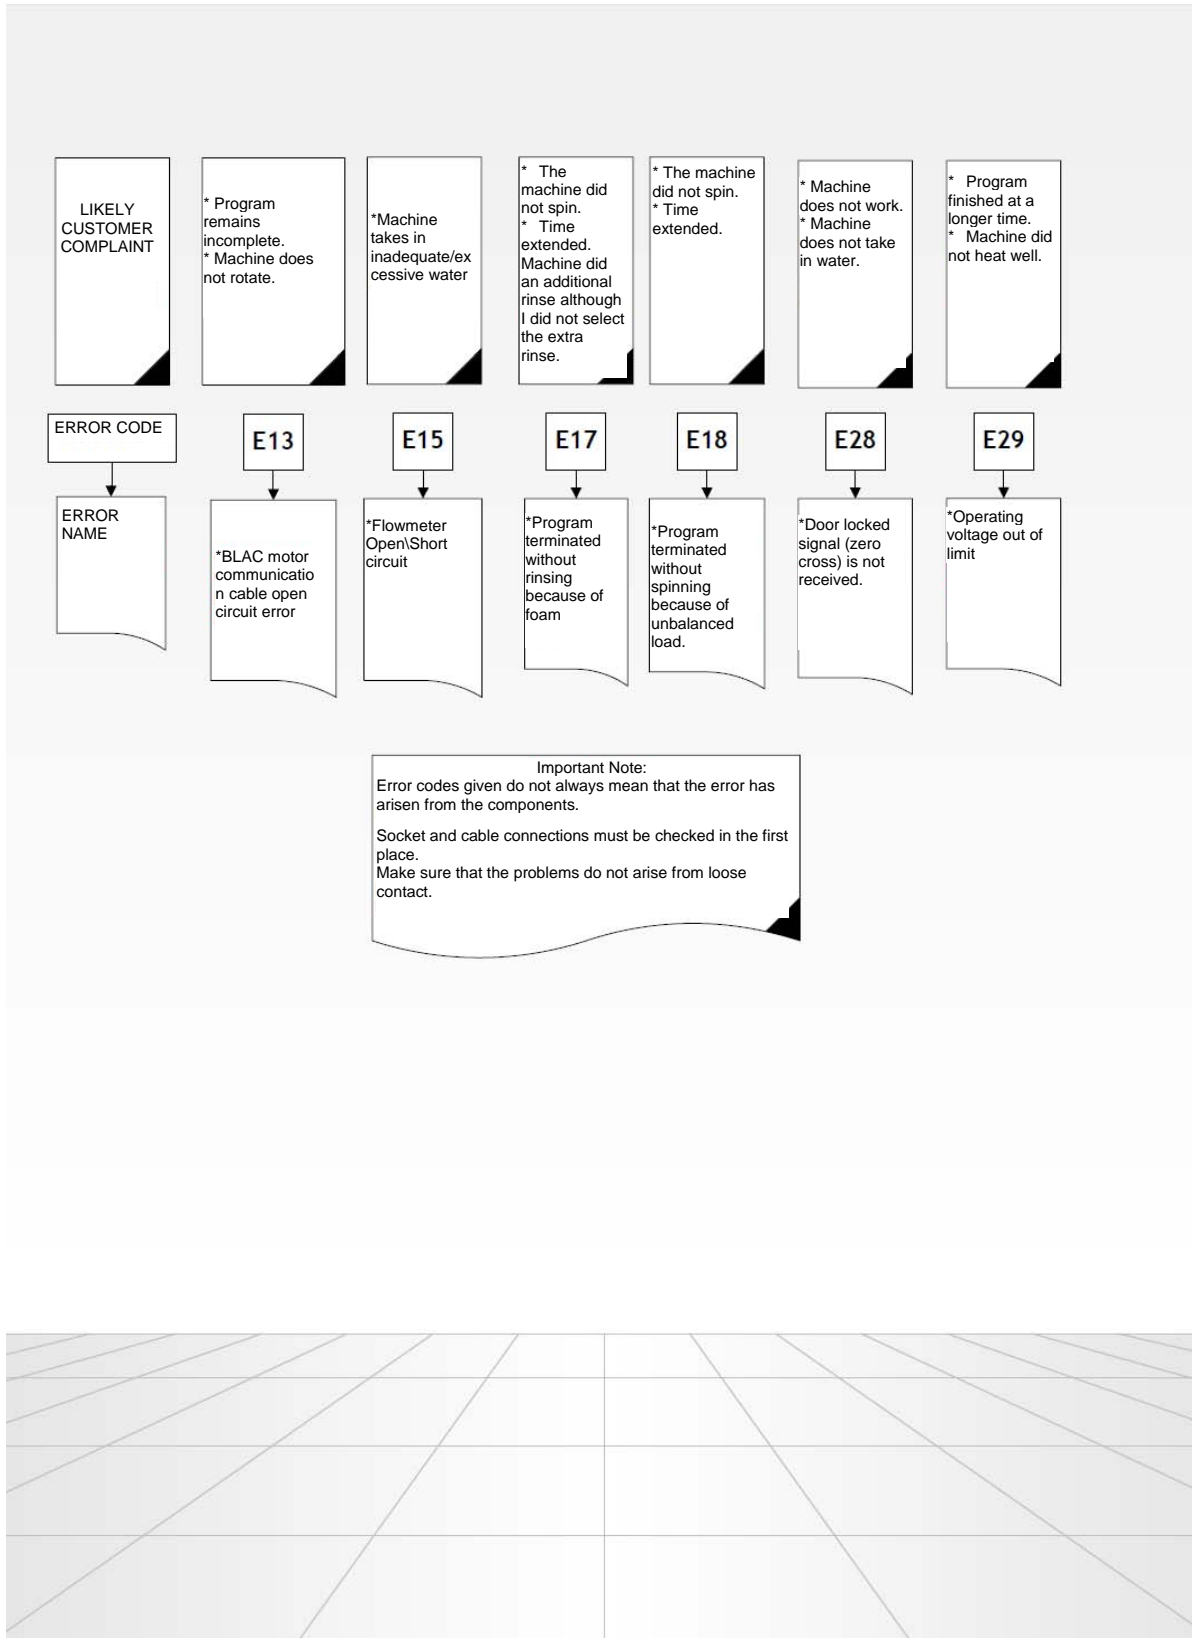 LIKELY
CUSTOMER
COMPLAINT
* Program
remains
incomplete.
* Machine does
not rotate.
*Machine
takes in
inadequate/ex
cessive water
* The
machine did
not spin.
* Time
extended.
Machine did
an additional
rinse although
I did not select
the extra
rinse.
* The machine
did not spin.
* Time
extended.
* Machine
does not work.
* Machine
does not take
in water.
* Program
finished at a
longer time.
* Machine did
not heat well.
ERROR CODE
E13
E15
E17
E18
E28
E29
ERROR
NAME
*BLAC motor
communicatio
n cable open
circuit error
*Flowmeter
Open\Short
circuit
*Program
terminated
without
rinsing
because of
foam
*Program
terminated
without
spinning
because of
unbalanced
load.
*Door locked
signal (zero
cross) is not
received.
*Operating
voltage out of
limit
Important Note:
Error codes given do not always mean that the error has
arisen from the components.
Socket and cable connections must be checked in the first
place.
Make sure that the problems do not arise from loose
contact.